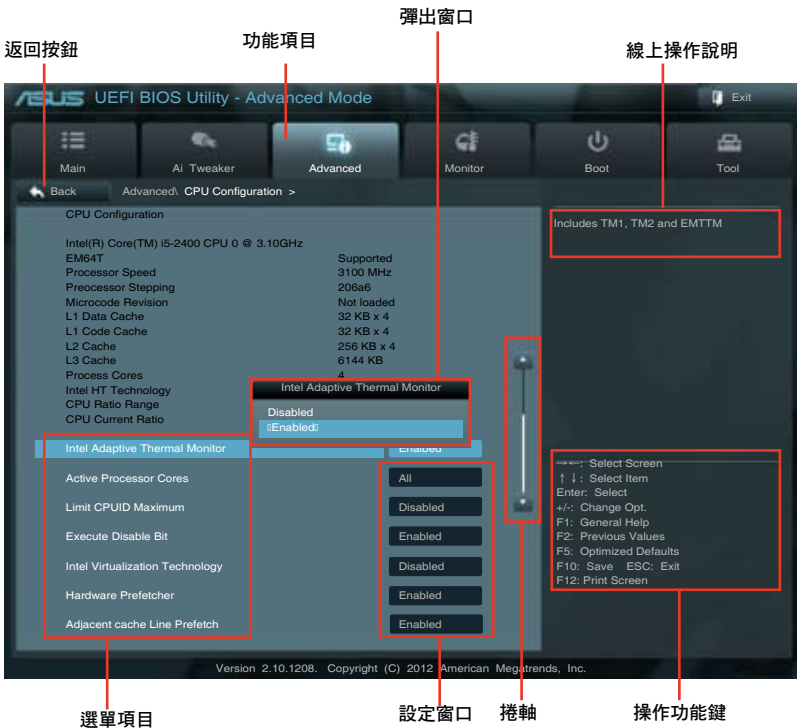 彈出窗口
返回按鈕
功能項目
線上操作說明
ASUS UEFI BIOS Utility - Advanced Mode
Exit
Main
Ai Tweaker
Advanced
Monitor
Boot
Tool
Back
Advanced\ CPU Configuration >
CPU Configuration
Includes TM1, TM2 and EMTTM
Intel(R) Core(TM) i5-2400 CPU 0 @ 3.10GHz
EM64T Supported
Processor Speed 3100 MHz
Preocessor Stepping 206a6
Microcode Revision Not loaded
L1 Data Cache 32 KB x 4
L1 Code Cache 32 KB x 4
L2 Cache 256 KB x 4
L3 Cache 6144 KB
Process Cores 4
Intel HT Technology
CPU Ratio Range
CPU Current Ratio
Intel Adaptive Thermal Monitor
Disabled
Enabled
Intel Adaptive Thermal Monitor Enalbed
Active Processor Cores All
Limit CPUID Maximum Disabled
Execute Disable Bit Enabled
Intel Virtualization Technology Disabled
Hardware Prefetcher Enabled
Adjacent cache Line Prefetch Enabled
→←: Select Screen
↑↓: Select Item
Enter: Select
+/-: Change Opt.
F1: General Help
F2: Previous Values
F5: Optimized Defaults
F10: Save ESC: Exit
F12: Print Screen
Version 2.10.1208. Copyright (C) 2012 American Megatrends, Inc.
選單項目
設定窗口
捲軸
操作功能鍵